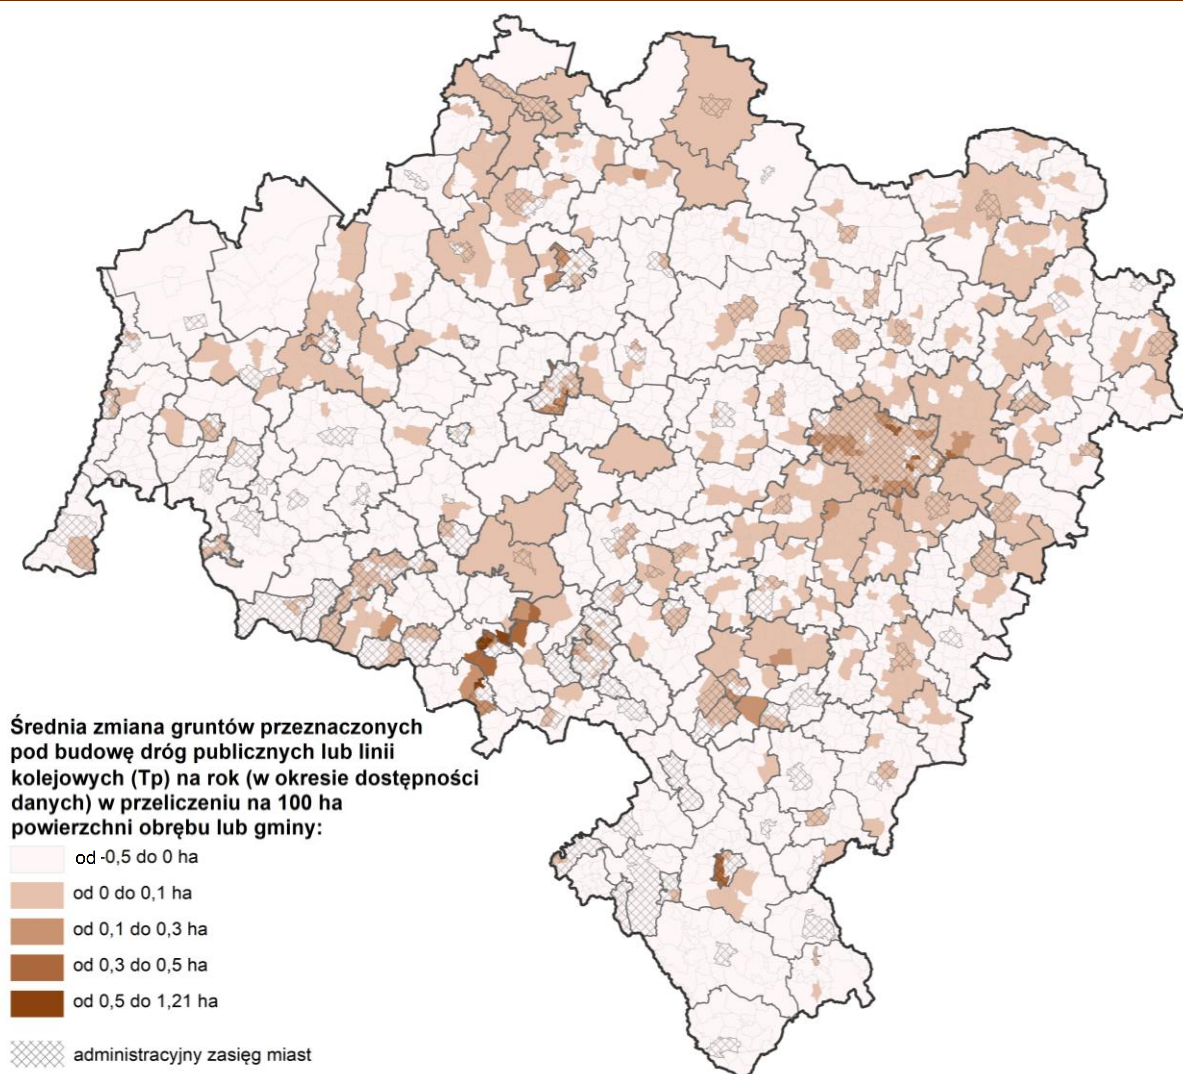 Średnia zmiana gruntów przeznaczonych
pod budowę dróg publicznych lub linii
kolejowych (Tp) na rok (w okresie dostępności
danych) w przeliczeniu na 100 ha
powierzchni obrębu lub gminy:
od -0,5 do 0 ha
od 0 do 0,1 ha
od 0,1 do 0,3 ha
od 0,3 do 0,5 ha
od 0,5 do 1,21 ha
administracyjny zasięg miast